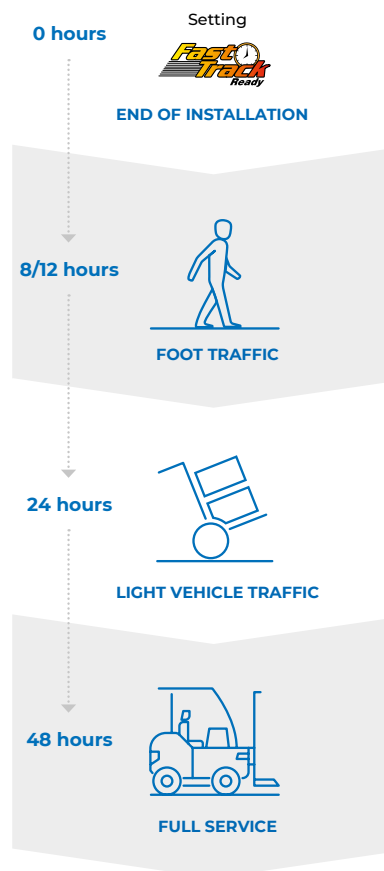 Setting
0 hours
Fast
Track
Ready
END OF INSTALLATION
8/12 hours
FOOT TRAFFIC
24 hours
LIGHT VEHICLE TRAFFIC
48 hours
FULL SERVICE